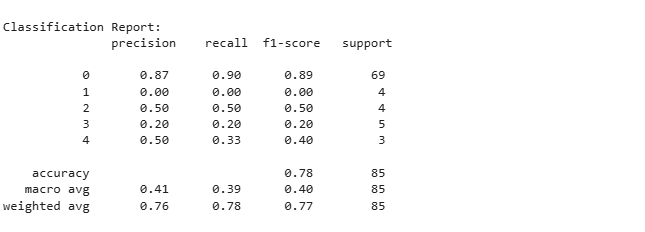 Classification Report:
precision recall f1-score support
0 0.87 0.90 0.89 69
1 0.00 0.00 0.00 4
2 0.50 0.50 0.50 4
3 0.20 0.20 0.20 5
4 0.50 0.33 0.40 3
accuracy 0.78 85
macro avg 0.41 0.39 0.40 85
weighted avg 0.76 0.78 0.77 85